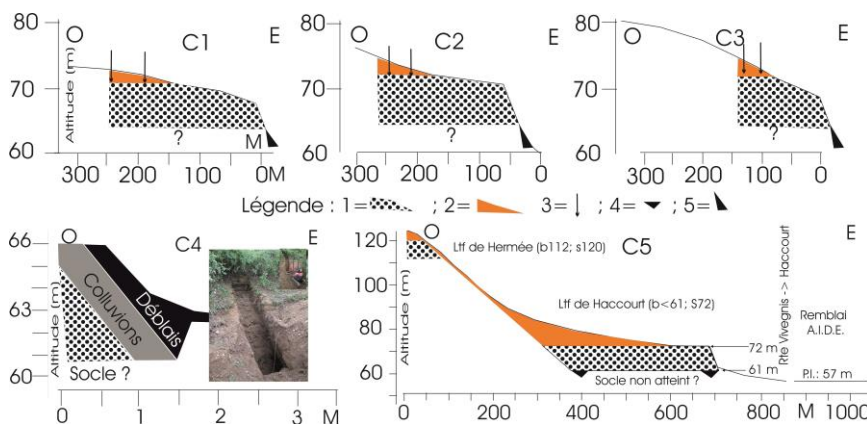 80
O
C1
E
80
O
C2
E
80
O
C3
E
Altitude (m)
70
60
?
M
300
200
100
0M
Altitude (m)
70
60
?
300
200
100
0
70
60
?
300
200
100
0
Légende : 1= ; 2= 3= ; 4= ; 5=
66
O
C4
E
Altitude (m)
63
60
Colluvions
Déblais
Socle ?
0
1
2
3
M
120
O
Ltf de Hermée (b112; s120)
C5
E
Altitude (m)
100
80
60
Ltf de Haccourt (b<61; S72)
Rte Vivegnis -> Haccourt
Remblai
A.I.D.E.
72 m
61 m
P.I.: 57 m
Socle non atteint ?
0
200
400
600
800
M
1000